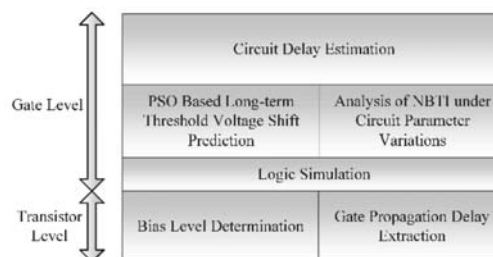 Circuit Delay Estimation
Gate Level
PSO Based Long-term
Threshold Voltage Shift
Prediction
Analysis of NBTI under
Circuit Parameter
Variations
Logic Simulation
Transistor
Level
Bias Level Determination
Gate Propagation Delay
Extraction